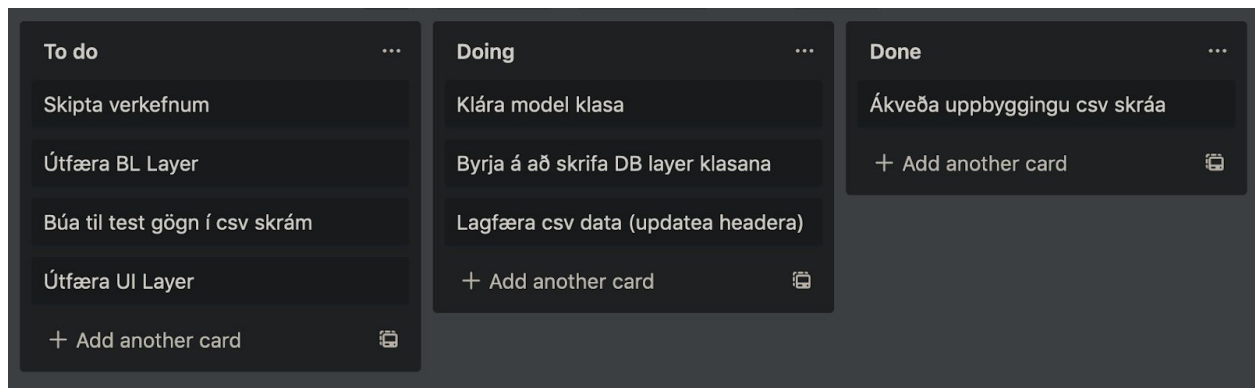 To do
Skipta verkefnum
Útfæra BL Layer
Búa til test gögn í csv skrám
Útfæra UI Layer
+ Add another card
Doing
Klára model klasa
Byrja á að skrifa DB layer klasana
Lagfæra csv data (updatea headera)
+ Add another card
Done
Ákveða uppbyggingu csv skráa
+ Add another card